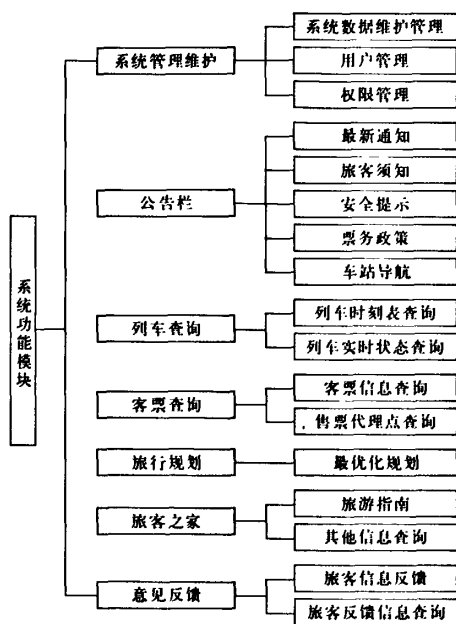 系统功能模块
系统管理维护
系统数据维护管理
用户管理
权限管理
公告栏
最新通知
旅客须知
安全提示
票务政策
车站导航
列车查询
列车时刻表查询
列车实时状态查询
客票查询
客票信息查询
售票代理点查询
旅行规划
最优化规划
旅客之家
旅游指南
其他信息查询
意见反馈
旅客信息反馈
旅客反馈信息查询